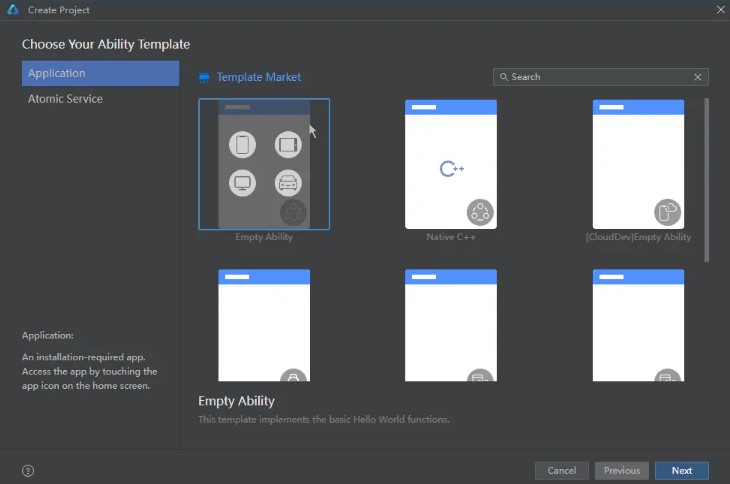 Create Project
Choose Your Ability Template
Application
Atomic Service
Template Market
Search
Empty Ability
C++
Native C++
[CloudDev]Empty Ability
Application:
An installation-required app.
Access the app by touching the
app icon on the home screen.
Empty Ability
This template implements the basic Hello World functions.
Cancel
Previous
Next